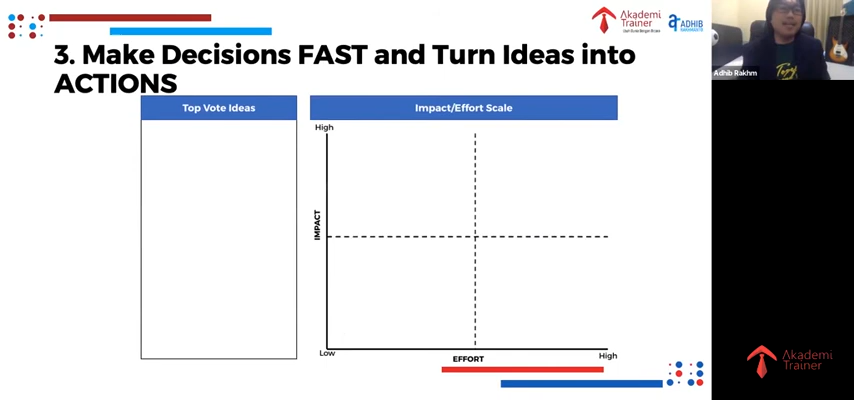 3. Make Decisions FAST and Turn Ideas into
ACTIONS
Akademi
Trainer
ADHIB
Adhib Rakhm
Top Vote Ideas
Impact/Effort Scale
High
IMPACT
Low
EFFORT
High
Akademi
Trainer